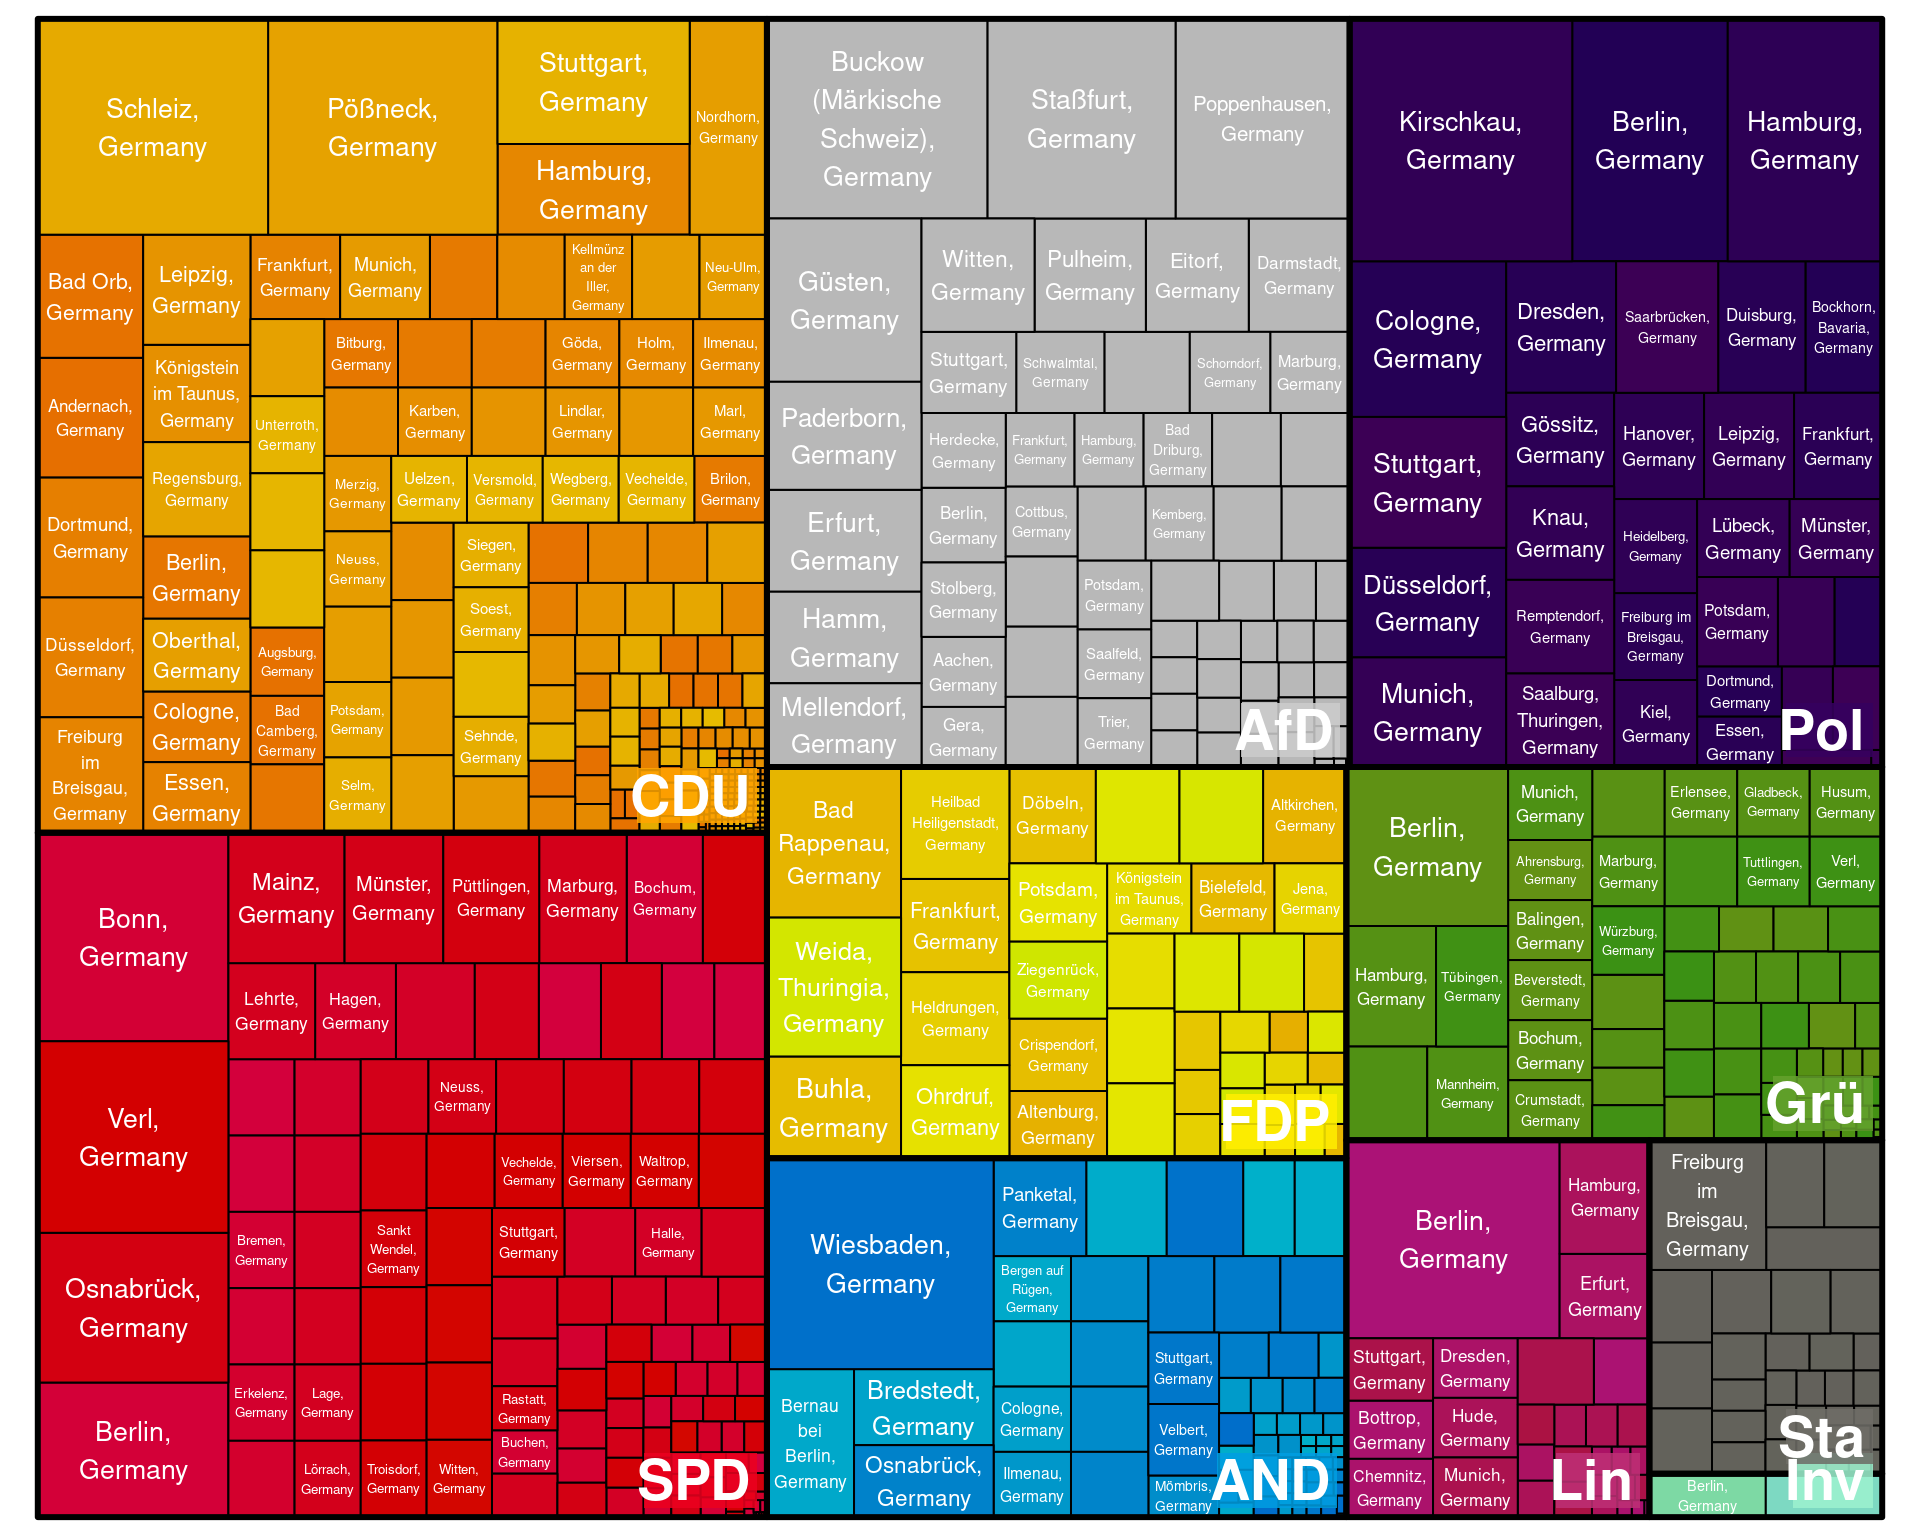 Schleiz,
Germany
Pößneck,
Germany
Stuttgart,
Germany
Hamburg,
Germany
Nordhorn,
Germany
Bad Orb,
Germany
Leipzig,
Germany
Frankfurt,
Germany
Munich,
Germany
Kellmünz
an der
Iller,
Germany
Neu-Ulm,
Germany
Andernach,
Germany
Königstein
im Taunus,
Germany
Bitburg,
Germany
Göda,
Germany
Holm,
Germany
Ilmenau,
Germany
Unterroth,
Germany
Karben,
Germany
Lindlar,
Germany
Marl,
Germany
Dortmund,
Germany
Regensburg,
Germany
Merzig,
Germany
Uelzen,
Germany
Versmold,
Germany
Wegberg,
Germany
Vechelde,
Germany
Brilon,
Germany
Berlin,
Germany
Neuss,
Germany
Siegen,
Germany
Soest,
Germany
Düsseldorf,
Germany
Oberthal,
Germany
Augsburg,
Germany
Cologne,
Germany
Bad
Camberg,
Germany
Potsdam,
Germany
Sehnde,
Germany
Freiburg
im
Breisgau,
Germany
Essen,
Germany
Selm,
Germany
CDU
Buckow
(Märkische
Schweiz),
Germany
Staßfurt,
Germany
Poppenhausen,
Germany
Güsten,
Germany
Witten,
Germany
Pulheim,
Germany
Eitorf,
Germany
Darmstadt,
Germany
Stuttgart,
Germany
Schwalmtal,
Germany
Schorndorf,
Germany
Marburg,
Germany
Paderborn,
Germany
Herdecke,
Germany
Frankfurt,
Germany
Hamburg,
Germany
Bad
Driburg,
Germany
Erfurt,
Germany
Berlin,
Germany
Cottbus,
Germany
Kemberg,
Germany
Stolberg,
Germany
Potsdam,
Germany
Hamm,
Germany
Aachen,
Germany
Saalfeld,
Germany
Mellendorf,
Germany
Gera,
Germany
Trier,
Germany
AfD
Kirschkau,
Germany
Berlin,
Germany
Hamburg,
Germany
Cologne,
Germany
Dresden,
Germany
Saarbrücken,
Germany
Duisburg,
Germany
Bockhorn,
Bavaria,
Germany
Stuttgart,
Germany
Gössitz,
Germany
Hanover,
Germany
Leipzig,
Germany
Frankfurt,
Germany
Knau,
Germany
Heidelberg,
Germany
Lübeck,
Germany
Münster,
Germany
Düsseldorf,
Germany
Remptendorf,
Germany
Freiburg im
Breisgau,
Germany
Potsdam,
Germany
Munich,
Germany
Saalburg,
Thuringen,
Germany
Kiel,
Germany
Dortmund,
Germany
Essen,
Germany
Pol
Bonn,
Germany
Mainz,
Germany
Münster,
Germany
Püttlingen,
Germany
Marburg,
Germany
Bochum,
Germany
Lehrte,
Germany
Hagen,
Germany
Verl,
Germany
Neuss,
Germany
Vechelde,
Germany
Viersen,
Germany
Waltrop,
Germany
Osnabrück,
Germany
Bremen,
Germany
Sankt
Wendel,
Germany
Stuttgart,
Germany
Halle,
Germany
Berlin,
Germany
Erkelenz,
Germany
Lage,
Germany
Rastatt,
Germany
Buchen,
Germany
Lörrach,
Germany
Troisdorf,
Germany
Witten,
Germany
SPD
Bad
Rappenau,
Germany
Heilbad
Heiligenstadt,
Germany
Döbeln,
Germany
Altkirchen,
Germany
Frankfurt,
Germany
Potsdam,
Germany
Königstein
im Taunus,
Germany
Bielefeld,
Germany
Jena,
Germany
Weida,
Thuringia,
Germany
Heldrungen,
Germany
Ziegenrück,
Germany
Crispendorf,
Germany
Buhla,
Germany
Ohrdruf,
Germany
Altenburg,
Germany
FDP
Berlin,
Germany
Munich,
Germany
Erlensee,
Germany
Gladbeck,
Germany
Husum,
Germany
Ahrensburg,
Germany
Marburg,
Germany
Tuttlingen,
Germany
Verl,
Germany
Balingen,
Germany
Würzburg,
Germany
Hamburg,
Germany
Tübingen,
Germany
Beverstedt,
Germany
Bochum,
Germany
Mannheim,
Germany
Crumstadt,
Germany
Grü
Wiesbaden,
Germany
Panketal,
Germany
Bergen auf
Rügen,
Germany
Stuttgart,
Germany
Bernau
bei
Berlin,
Germany
Bredstedt,
Germany
Cologne,
Germany
Velbert,
Germany
Osnabrück,
Germany
Ilmenau,
Germany
Mömbris,
Germany
AND
Berlin,
Germany
Hamburg,
Germany
Erfurt,
Germany
Stuttgart,
Germany
Dresden,
Germany
Bottrop,
Germany
Hude,
Germany
Chemnitz,
Germany
Munich,
Germany
Lin
Freiburg
im
Breisgau,
Germany
Sta
Berlin,
Germany
Inv